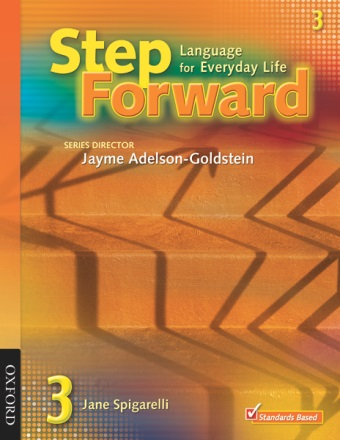 3
Step
Language
for Everyday Life
Forward
SERIES DIRECTOR
Jayme Adelson-Goldstein
3
Jane Spigarelli
Standards Based
OXFORD